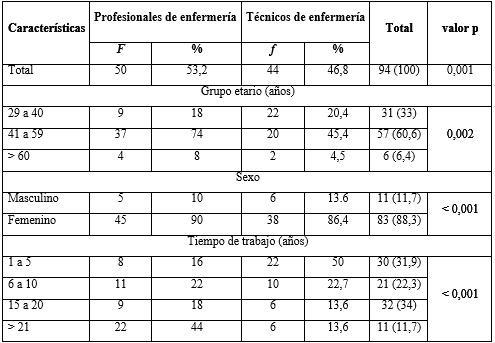 Características Profesionales de enfermería Técnicos de enfermería Total valor p
F % f %
Total 50 53,2 44 46,8 94 (100) 0,001
Grupo etario (años)
29 a 40 9 18 22 20,4 31 (33)
41 a 59 37 74 20 45,4 57 (60,6) 0,002
> 60 4 8 2 4,5 6 (6,4)
Sexo
Masculino 5 10 6 13.6 11 (11,7) < 0,001
Femenino 45 90 38 86,4 83 (88,3)
Tiempo de trabajo (años)
1 a 5 8 16 22 50 30 (31,9) < 0,001
6 a 10 11 22 10 22,7 21 (22,3)
15 a 20 9 18 6 13,6 32 (34)
> 21 22 44 6 13,6 11 (11,7)